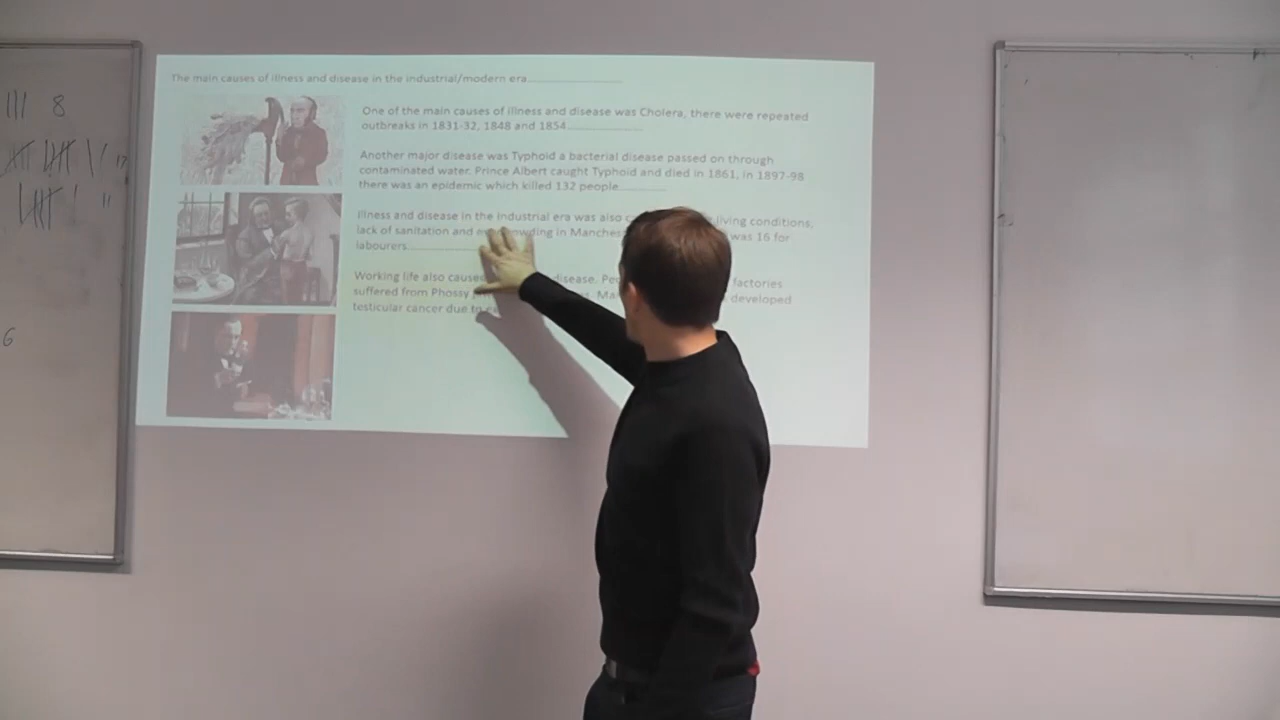 The main causes of illness and disease in the industrial/modern era
One of the main causes of illness and disease was Cholera, there were repeated
outbreaks in 1831-32, 1848 and 1854
Another major disease was Typhoid a bacterial disease passed on through
contaminated water. Prince Albert caught Typhoid and died in 1861, in 1897-98
there was an epidemic which killed 132 people
Illness and disease in the industrial era was also living conditions,
lack of sanitation and in was 16 for
labourers
Working life also disease. factories
suffered from Phossy developed
testicular cancer due to
8
17
11
6